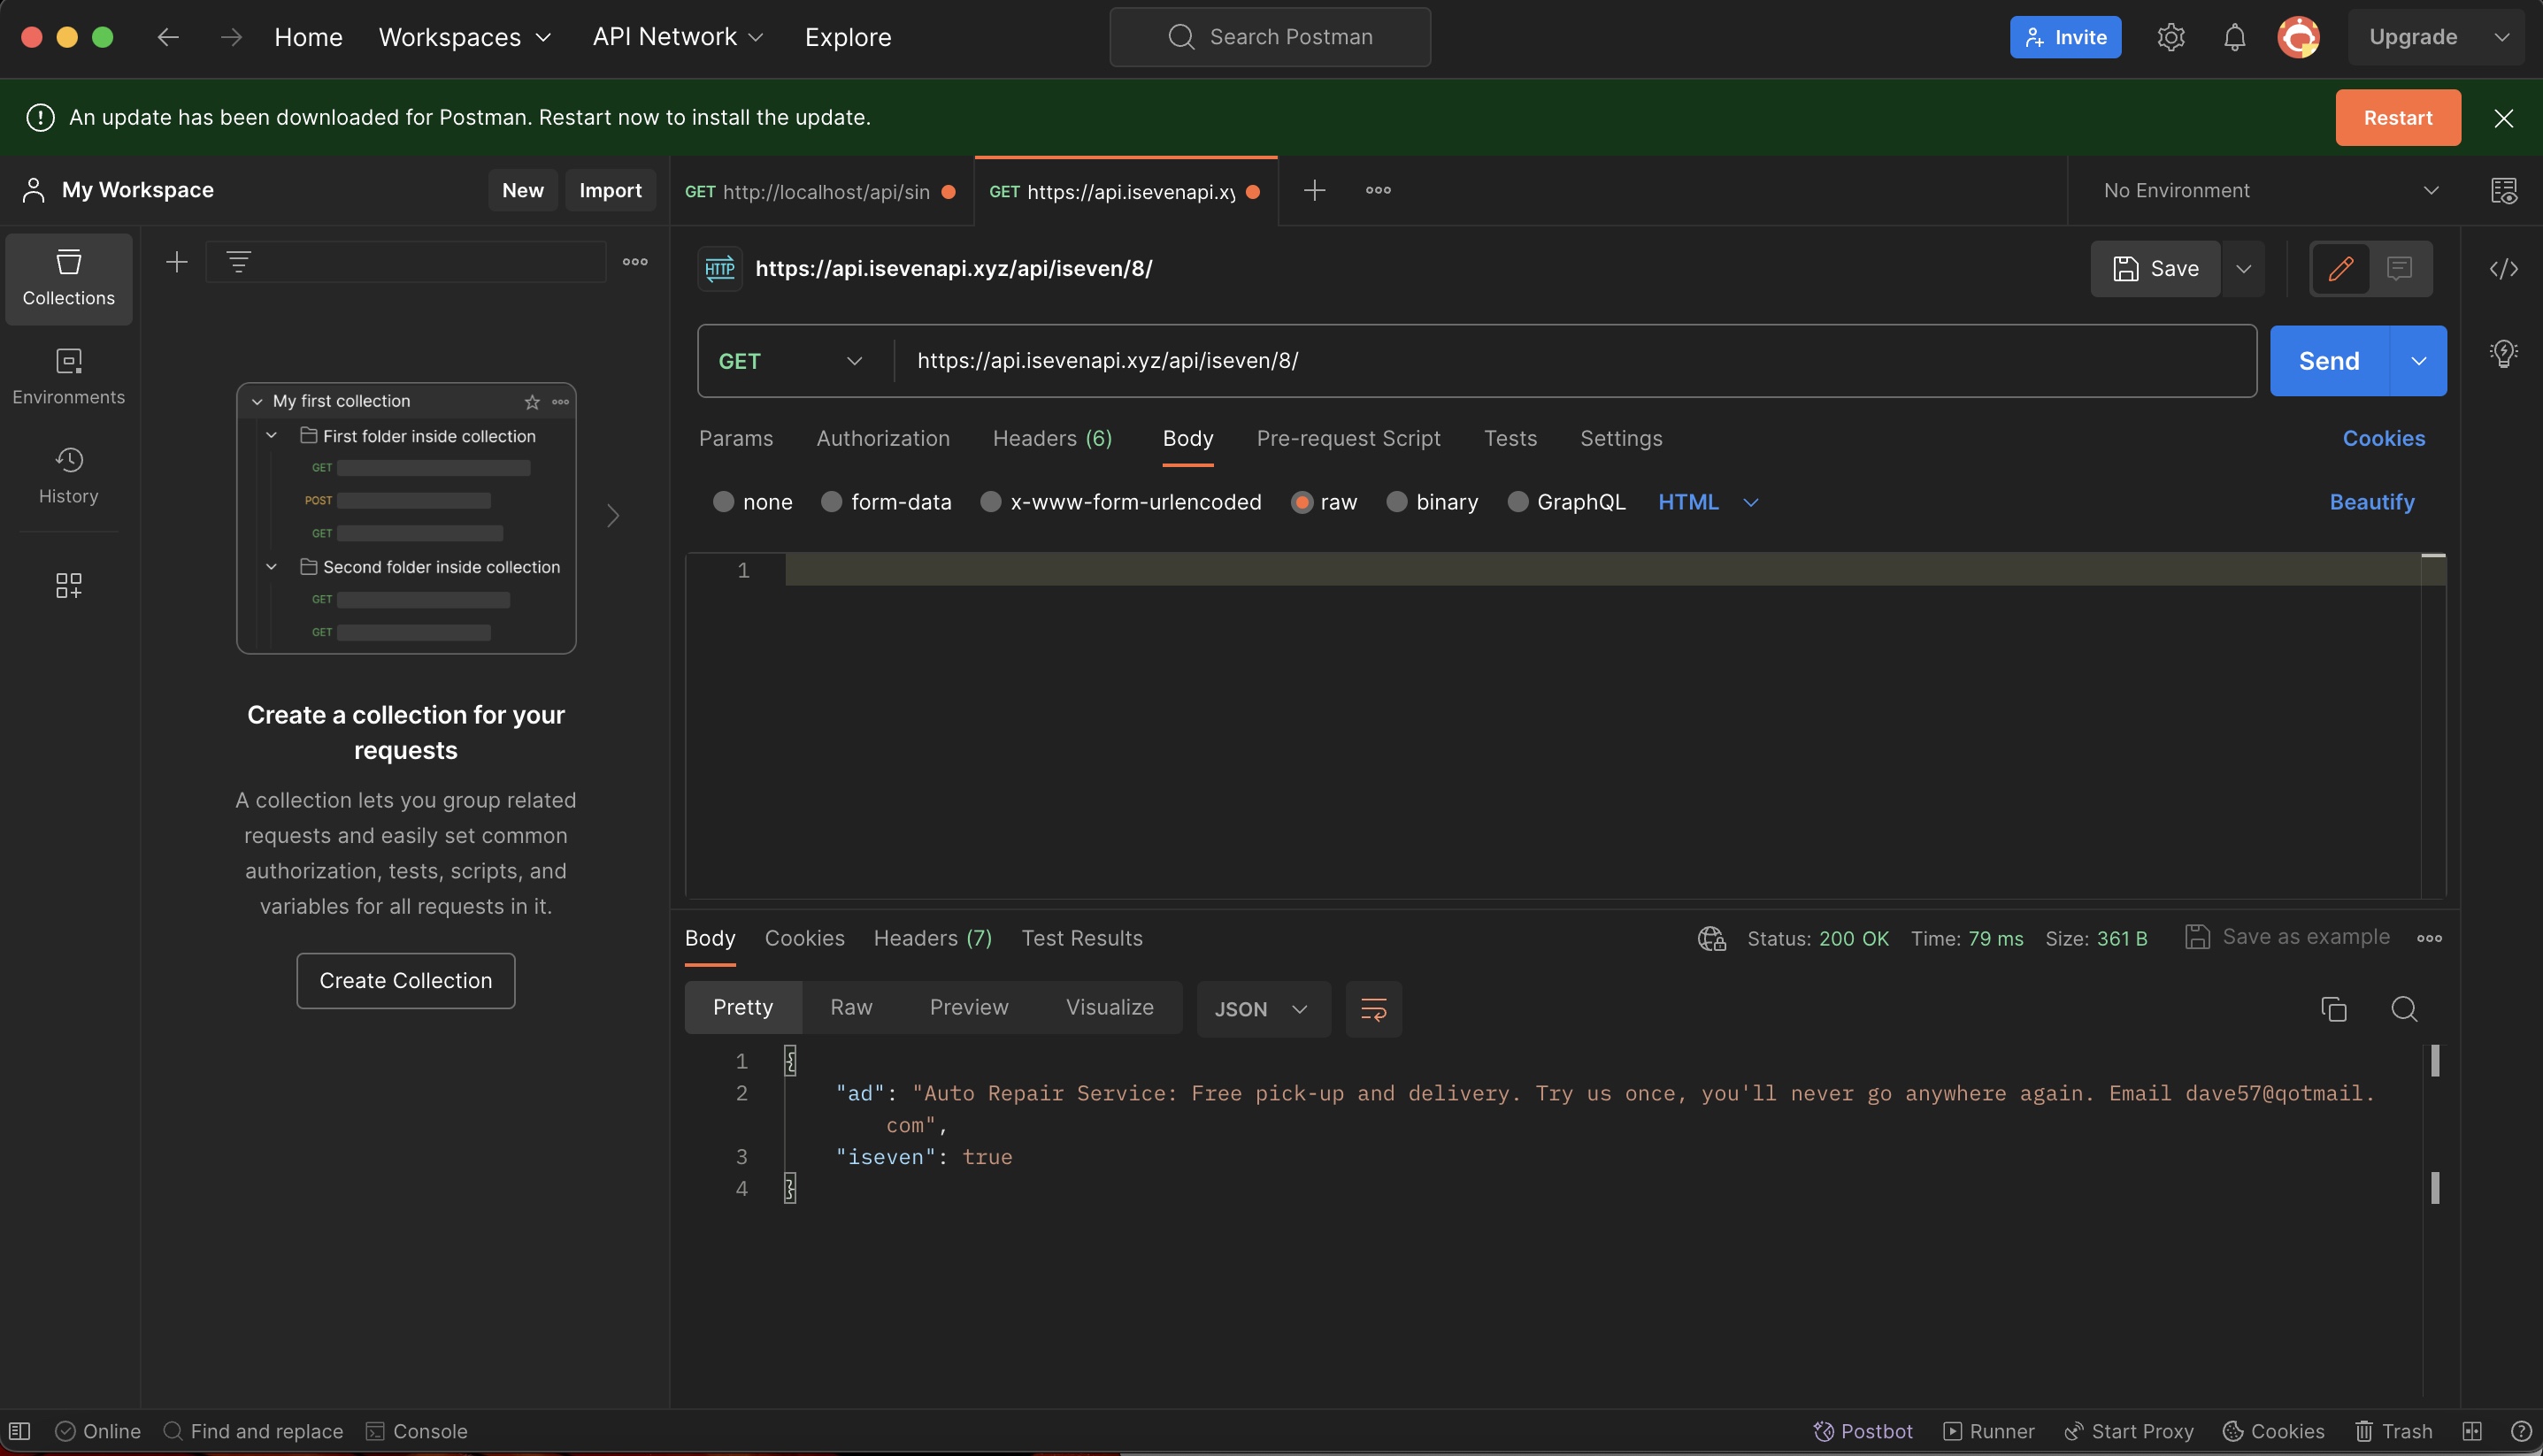 Home Workspaces API Network Explore Search Postman Invite Upgrade
An update has been downloaded for Postman. Restart now to install the update. Restart
My Workspace New Import
GET http://localhost/api/sin GET https://api.isevenapi.xy No Environment
Collections
Environments
History
My first collection
First folder inside collection
GET
POST
GET
Second folder inside collection
GET
GET
Create a collection for your
requests
A collection lets you group related
requests and easily set common
authorization, tests, scripts, and
variables for all requests in it.
Create Collection
HTTP https://api.isevenapi.xyz/api/iseven/8/ Save
GET https://api.isevenapi.xyz/api/iseven/8/ Send
Params Authorization Headers (6) Body Pre-request Script Tests Settings Cookies
none form-data x-www-form-urlencoded raw binary GraphQL HTML Beautify
1
Body Cookies Headers (7) Test Results Status: 200 OK Time: 79 ms Size: 361 B Save as example
Pretty Raw Preview Visualize JSON
1 {
2 "ad": "Auto Repair Service: Free pick-up and delivery. Try us once, you'll never go anywhere again. Email dave57@qotmail.
com",
3 "iseven": true
4 }
Online Find and replace Console Postbot Runner Start Proxy Cookies Trash